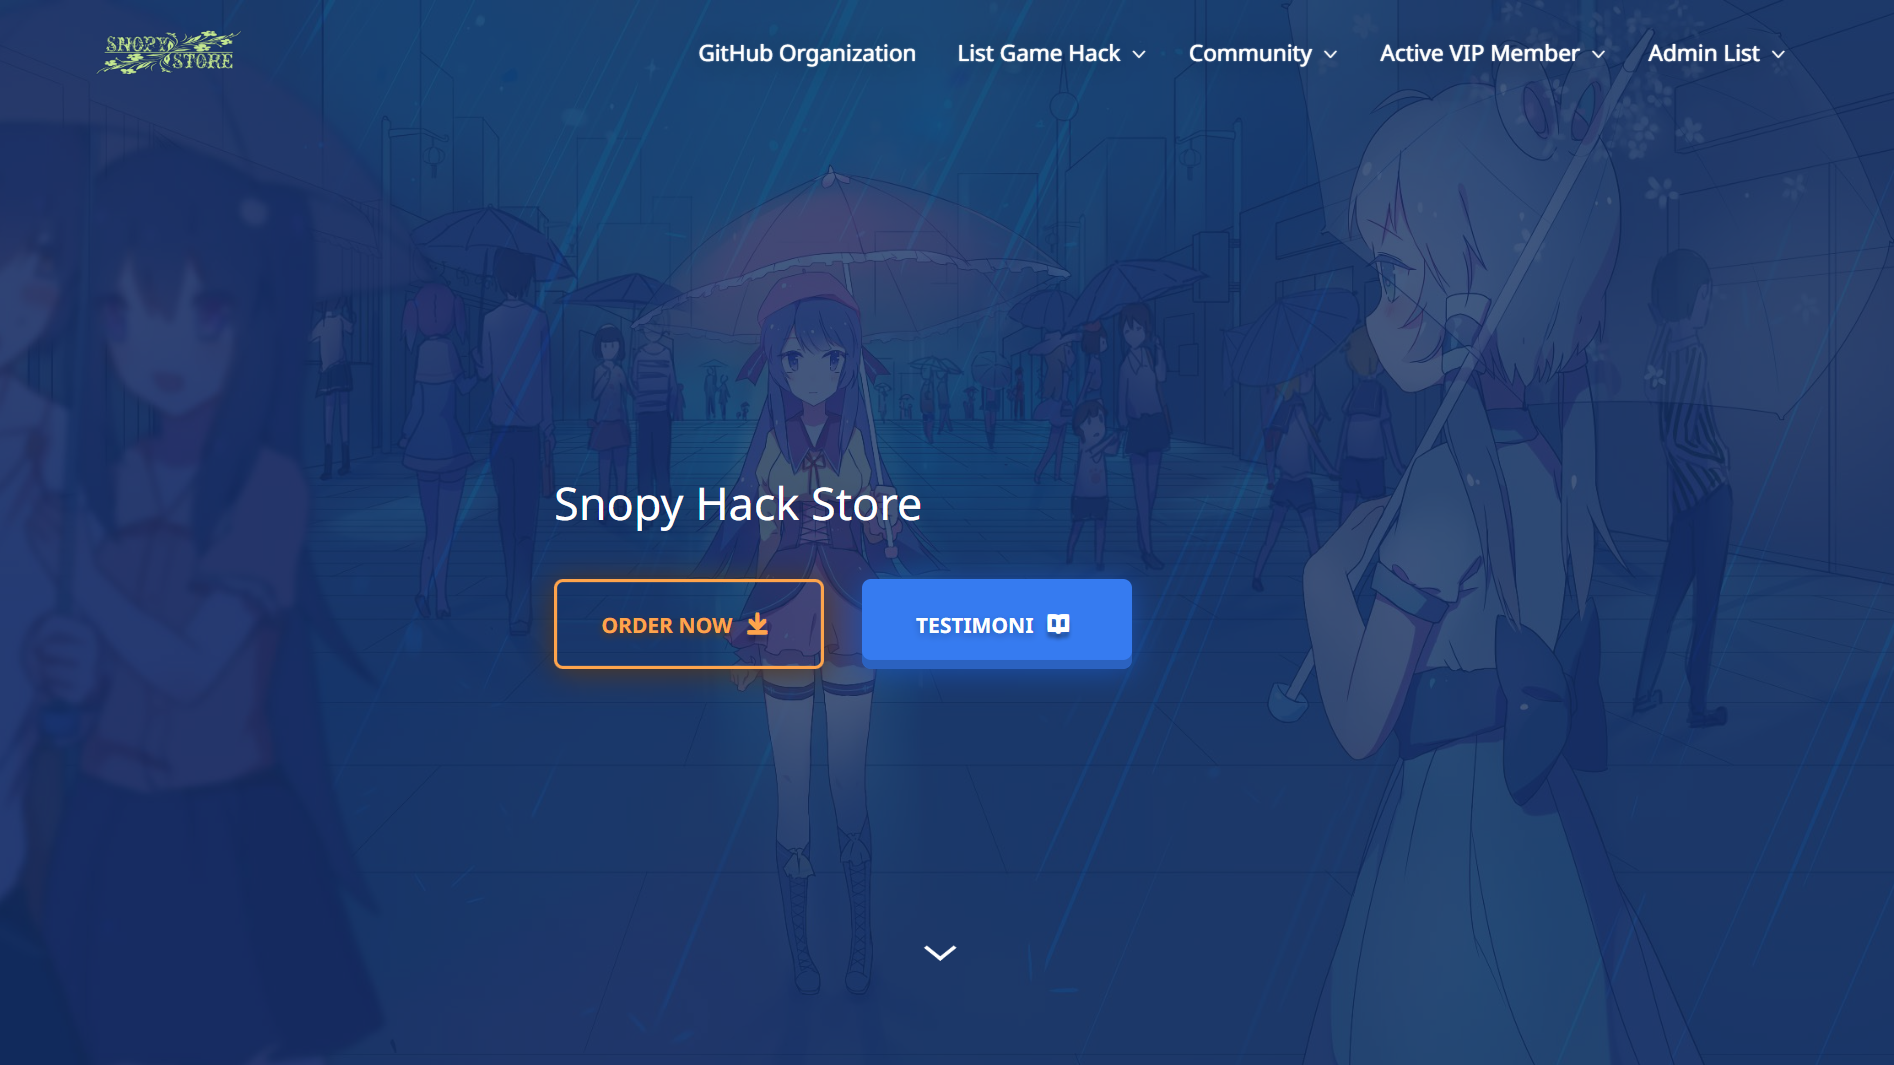 SNOPY
STORE
GitHub Organization
List Game Hack
Community
Active VIP Member
Admin List
Snopy Hack Store
ORDER NOW
TESTIMONI